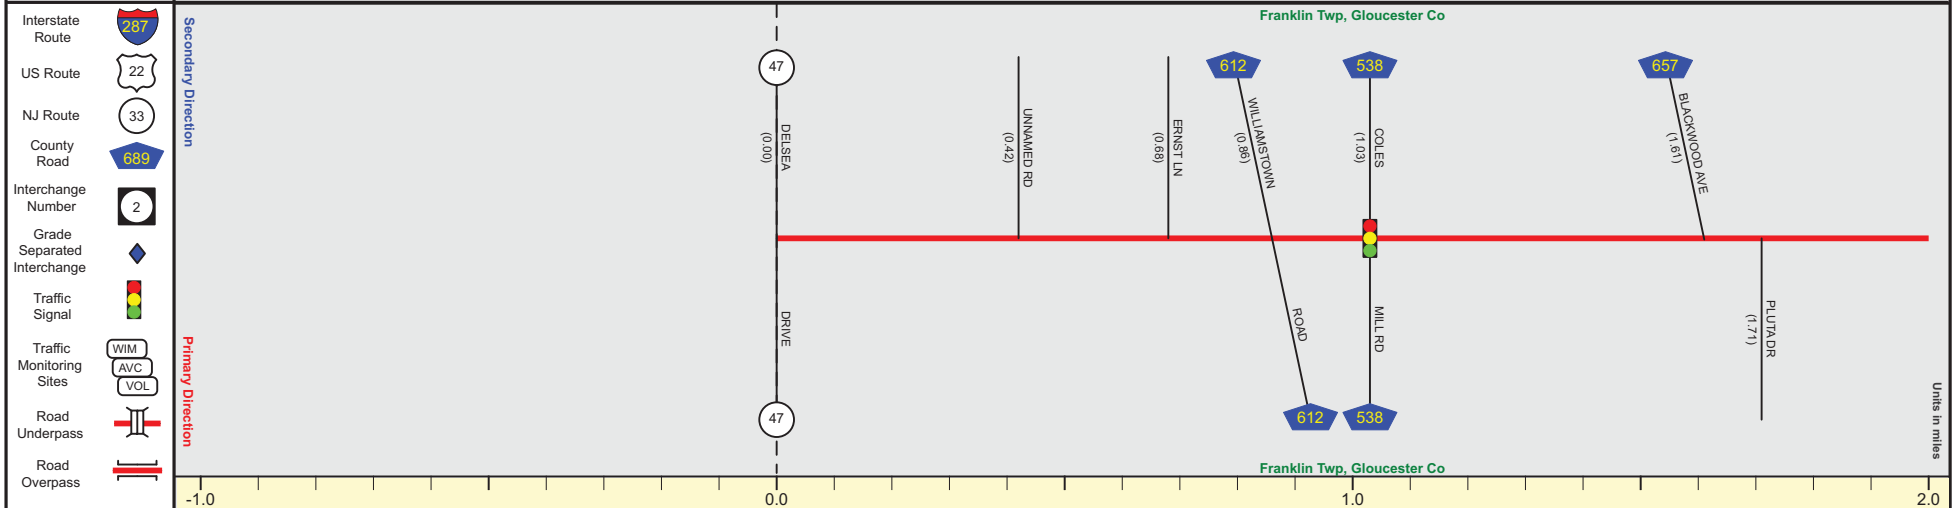 Interstate
Route
287
US Route
22
NJ Route
33
County
Road
689
Interchange
Number
2
Grade
Separated
Interchange
Traffic
Signal
Traffic
Monitoring
Sites
WIM
AVC
VOL
Road
Underpass
Road
Overpass
Secondary Direction
Primary Direction
Franklin Twp, Gloucester Co
47
DELSEA
(0.00)
DRIVE
47
UNNAMED RD
(0.42)
ERNST LN
(0.68)
612
WILLIAMSTOWN
(0.86)
ROAD
612
538
COLES
(1.03)
MILL RD
538
657
BLACKWOOD AVE
(1.61)
PLUTA DR
(1.71)
Units in miles
Franklin Twp, Gloucester Co
-1.0
0.0
1.0
2.0